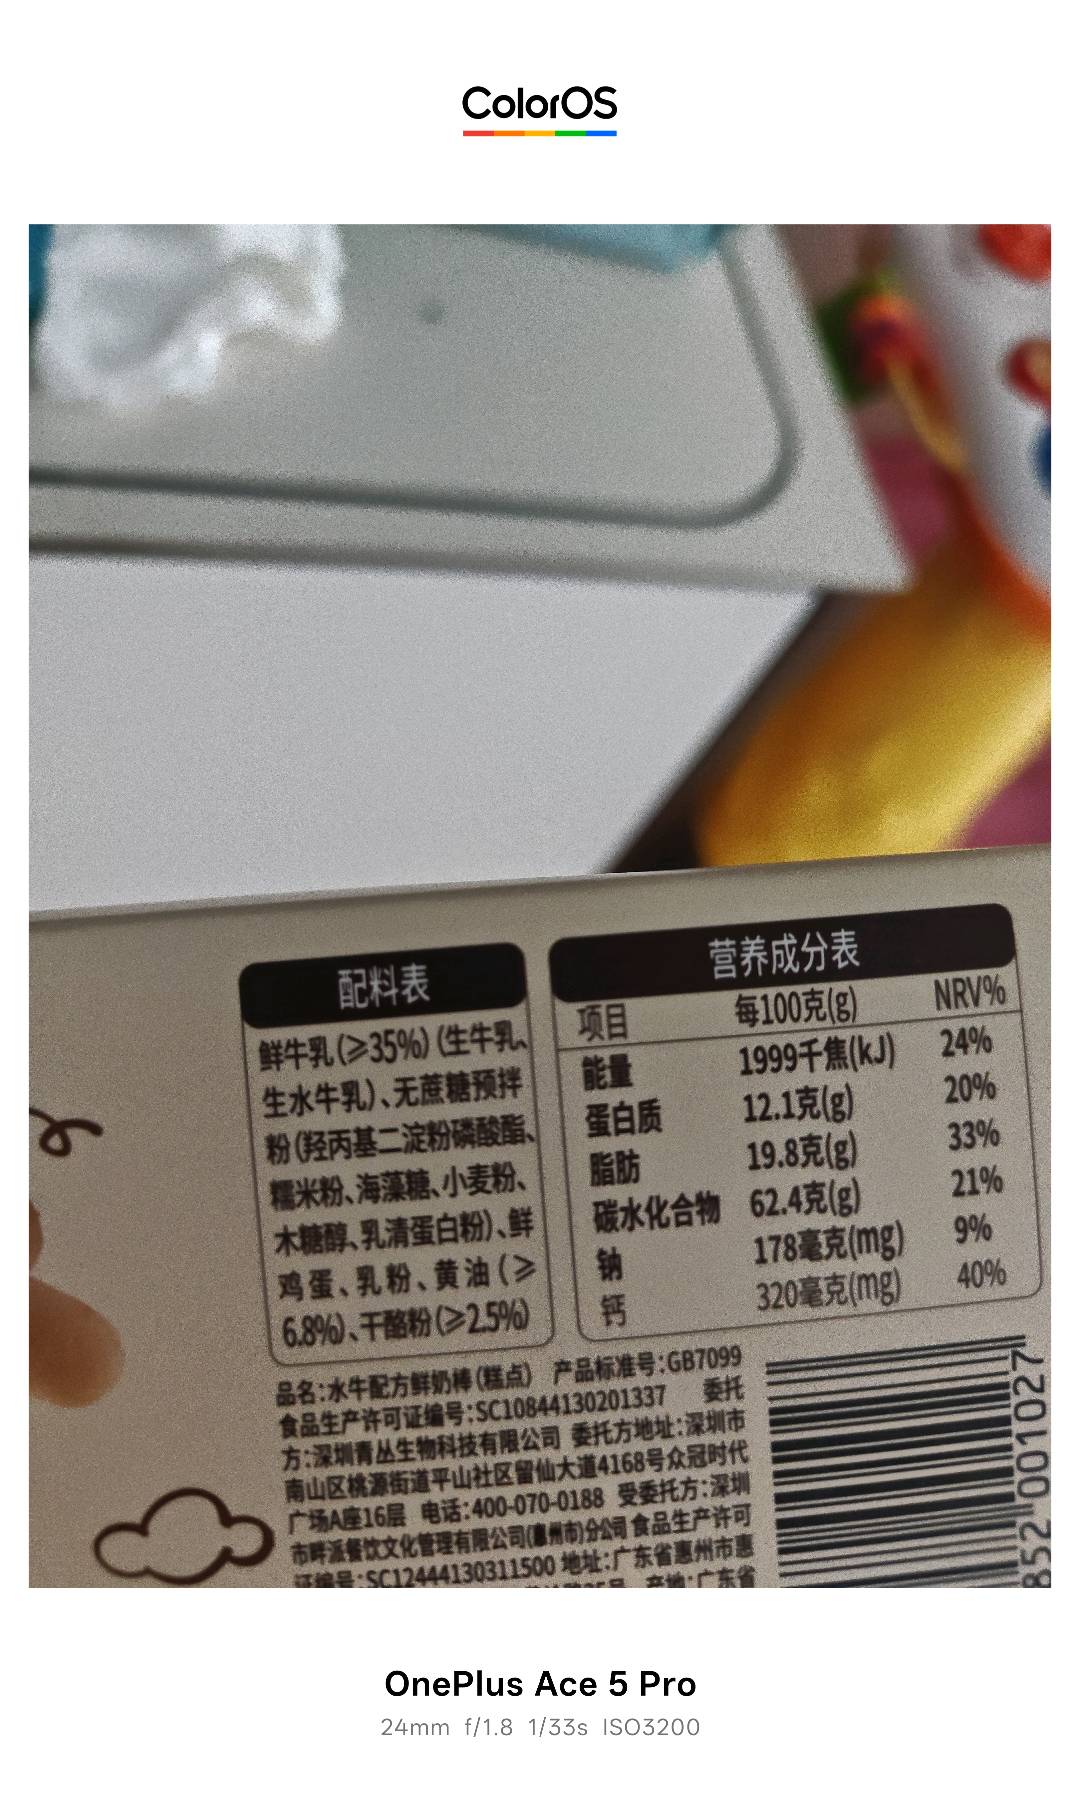 ColorOS
配料表
鲜牛乳(≥35%)(生牛乳、
生水牛乳)、无蔗糖预拌
粉(羟丙基二淀粉磷酸酯、
糯米粉、海藻糖、小麦粉、
木糖醇、乳清蛋白粉)、鲜
鸡蛋、乳粉、黄油(≥
6.8%)、干酪粉(≥2.5%)
营养成分表
项目 每100克(g) NRV%
能量 1999千焦(kJ) 24%
蛋白质 12.1克(g) 20%
脂肪 19.8克(g) 33%
碳水化合物 62.4克(g) 21%
钠 178毫克(mg) 9%
钙 320毫克(mg) 40%
品名:水牛配方鲜奶棒(糕点) 产品标准号:GB7099
食品生产许可证编号:SC10844130201337 委托
方:深圳青丛生物科技有限公司 委托方地址:深圳市
南山区桃源街道平山社区留仙大道4168号众冠时代
广场A座16层 电话:400-070-0188 受委托方:深圳
市畔派餐饮文化管理有限公司(惠州市)分公司 食品生产许可
证编号:SC12444130311500 地址:广东省惠州市惠
产地:广东省
852 001027
OnePlus Ace 5 Pro
24mm f/1.8 1/33s ISO3200